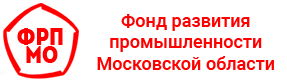 ФРП
МО
Фонд развития
промышленности
Московской области